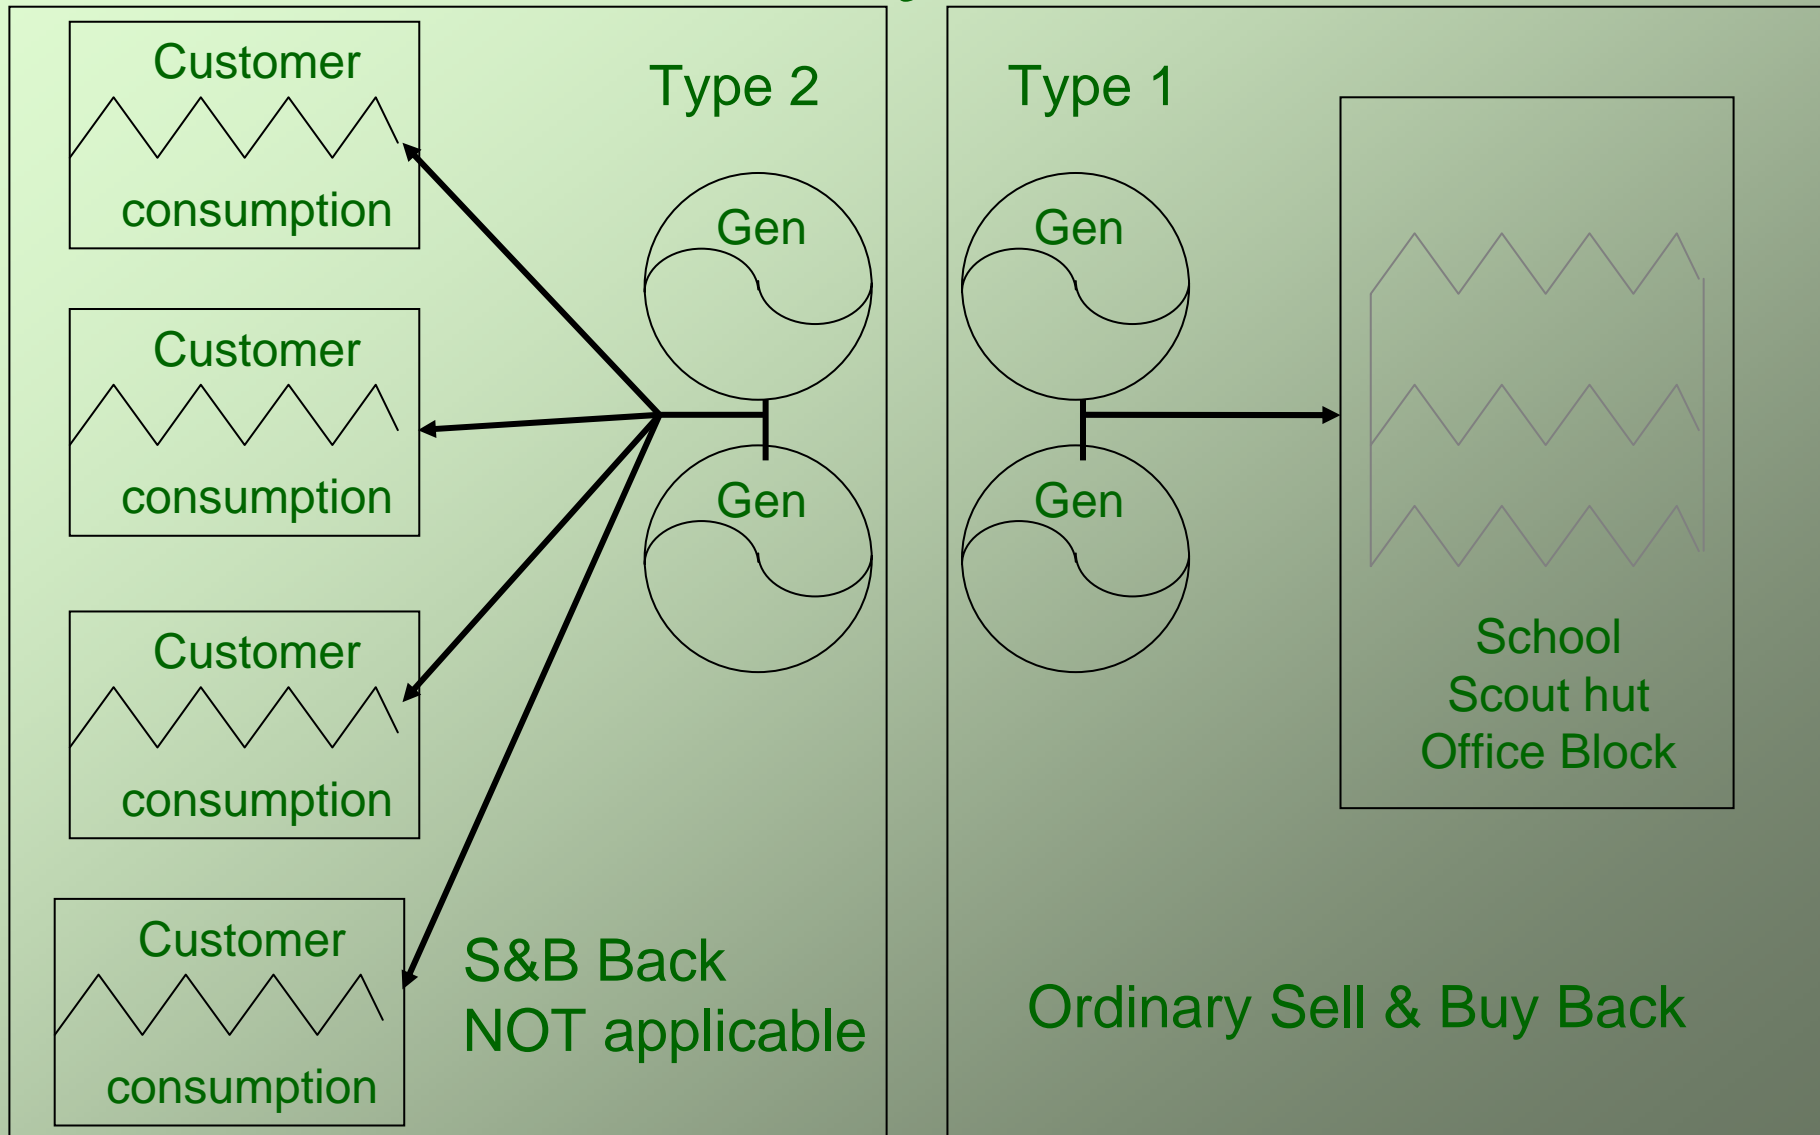 Customer
consumption
Customer
consumption
Customer
consumption
Customer
consumption
Type 2
Gen
Gen
S&B Back
NOT applicable
Type 1
Gen
Gen
School
Scout hut
Office Block
Ordinary Sell & Buy Back